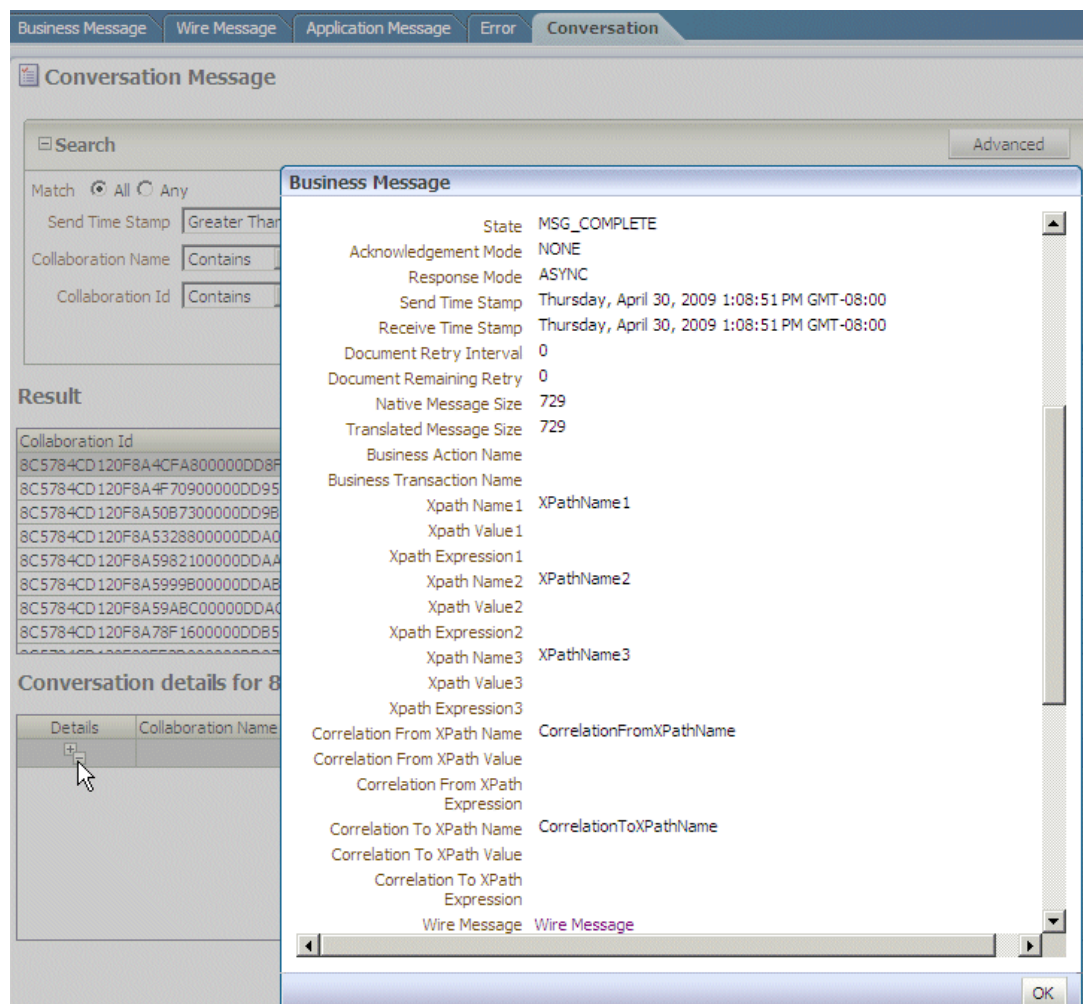 Business Message Wire Message Application Message Error Conversation
Conversation Message
Search Advanced
Match All Any
Send Time Stamp Greater Than
Collaboration Name Contains
Collaboration Id Contains
Result
Collaboration Id
8C5784CD120F8A4CFA800000DD8F
8C5784CD120F8A4F70900000DD95
8C5784CD120F8A50B7300000DD9B
8C5784CD120F8A5328800000DDA0
8C5784CD120F8A5982100000DDAA
8C5784CD120F8A5999B00000DDAB
8C5784CD120F8A59ABC00000DDAC
8C5784CD120F8A78F1600000DDB5
Conversation details for 8
Details Collaboration Name
Business Message
State MSG_COMPLETE
Acknowledgement Mode NONE
Response Mode ASYNC
Send Time Stamp Thursday, April 30, 2009 1:08:51 PM GMT-08:00
Receive Time Stamp Thursday, April 30, 2009 1:08:51 PM GMT-08:00
Document Retry Interval 0
Document Remaining Retry 0
Native Message Size 729
Translated Message Size 729
Business Action Name
Business Transaction Name
Xpath Name1 XPathName1
Xpath Value1
Xpath Expression1
Xpath Name2 XPathName2
Xpath Value2
Xpath Expression2
Xpath Name3 XPathName3
Xpath Value3
Xpath Expression3
Correlation From XPath Name CorrelationFromXPathName
Correlation From XPath Value
Correlation From XPath
Expression
Correlation To XPath Name CorrelationToXPathName
Correlation To XPath Value
Correlation To XPath
Expression
Wire Message Wire Message
OK